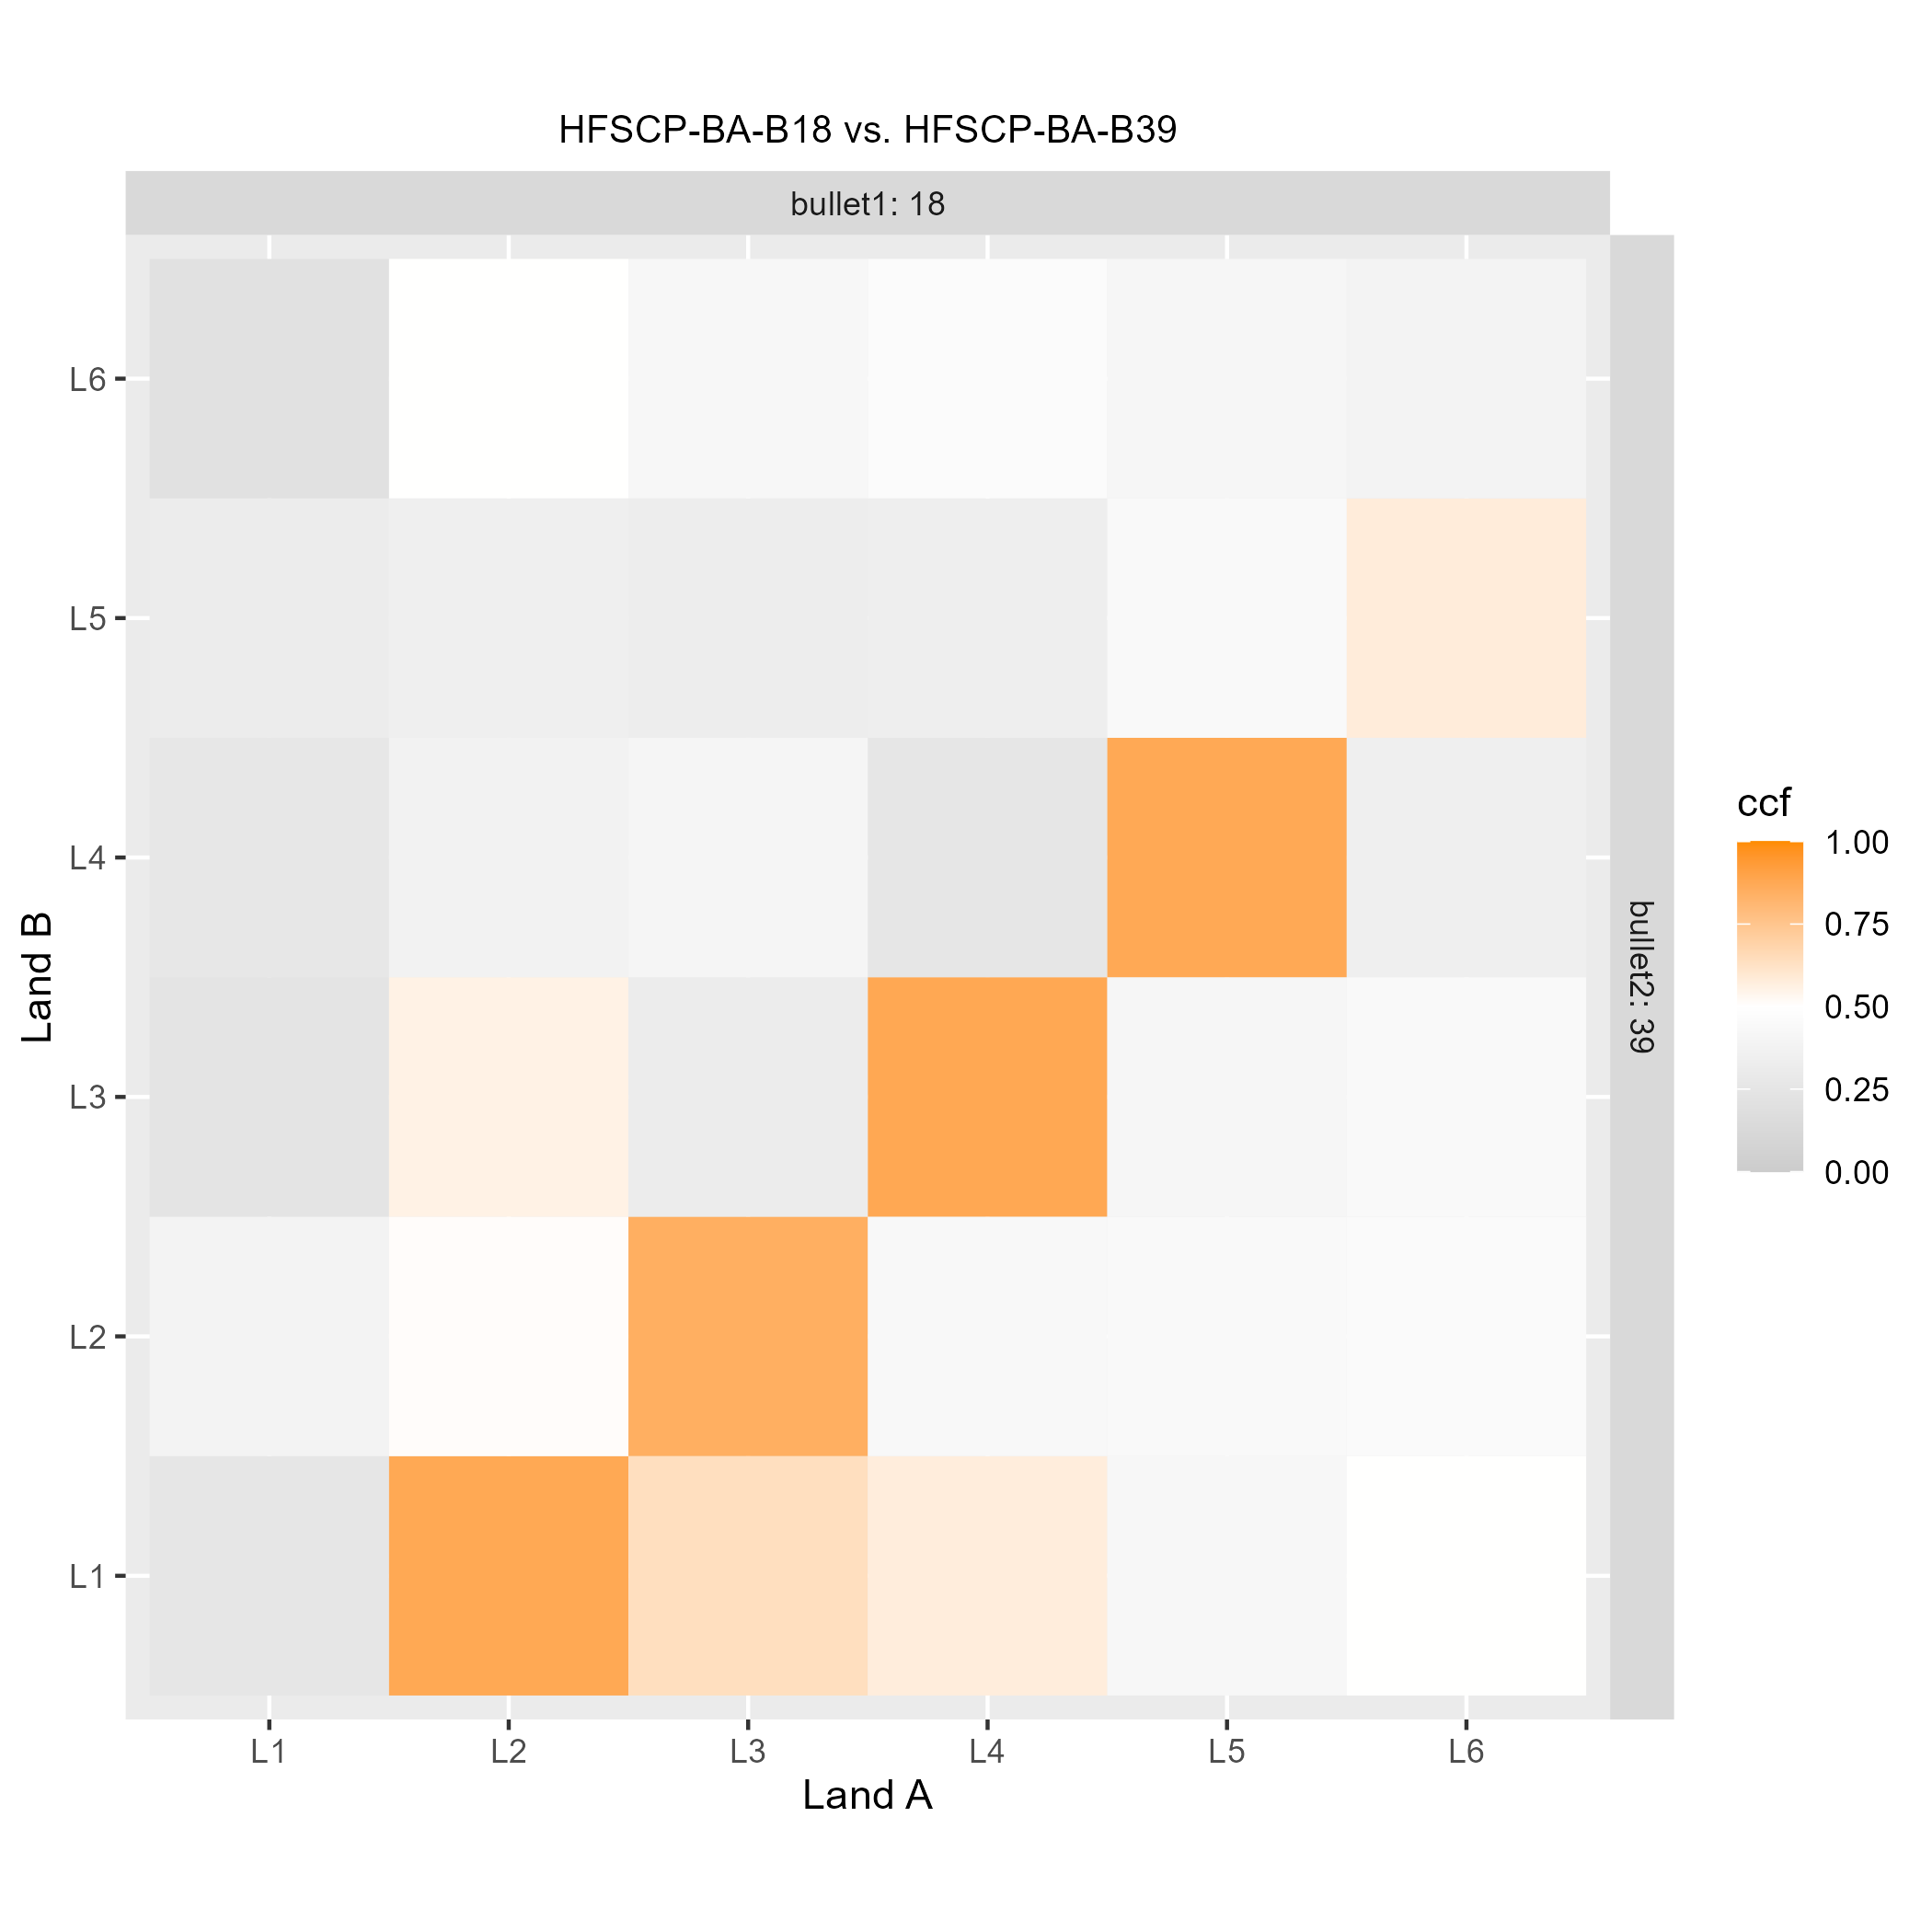 HFSCP-BA-B18 vs. HFSCP-BA-B39
bullet1: 18
L6
L5
L4
L3
L2
L1
Land B
bullet2: 39
ccf
1.00
0.75
0.50
0.25
0.00
L1 L2 L3 L4 L5 L6
Land A